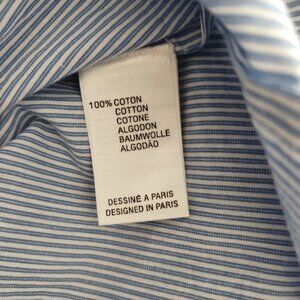 100% COTON
COTTON
COTONE
ALGODON
BAUMWOLLE
ALGODÃO
DESSINÉ A PARIS
DESIGNED IN PARIS